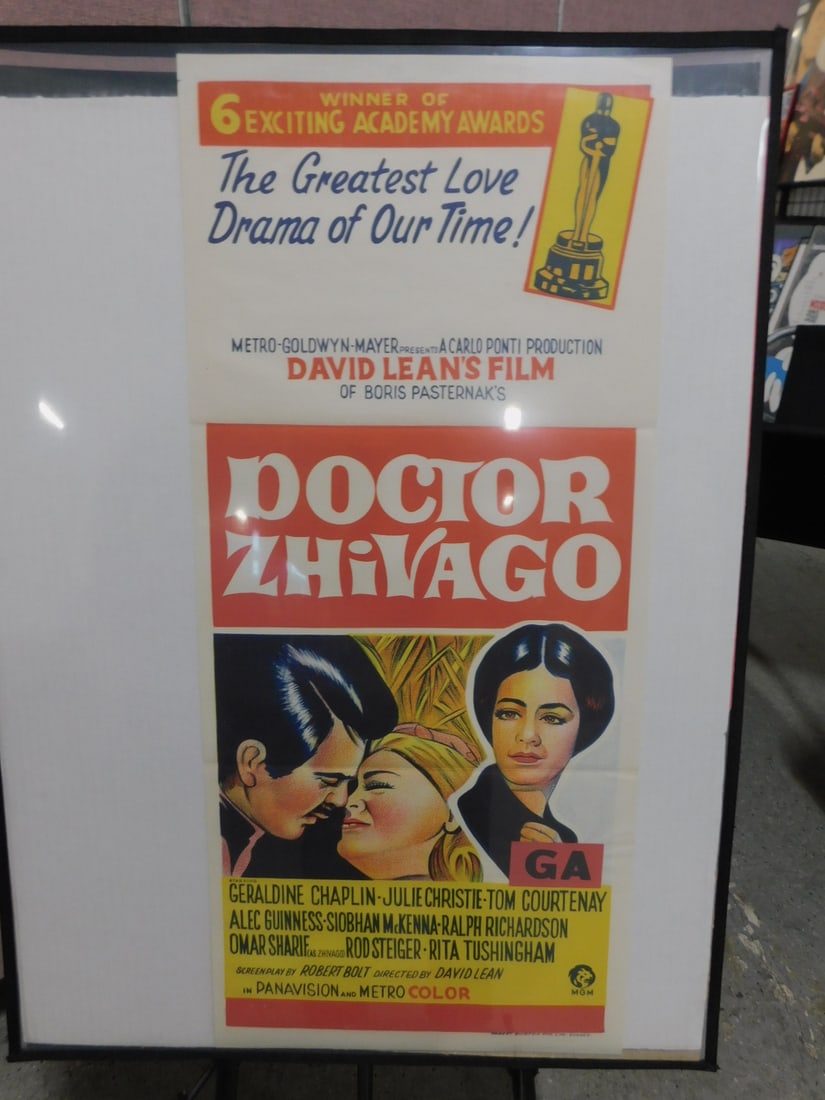 WINNER OF
6 EXCITING ACADEMY AWARDS
The Greatest Love
Drama of Our Time!
METRO-GOLDWYN-MAYER PRESENTS A CARLO PONTI PRODUCTION
DAVID LEAN'S FILM
OF BORIS PASTERNAK'S
DOCTOR
ZHiVAGO
GA
STARRING
GERALDINE CHAPLIN·JULIE CHRISTIE·TOM COURTENAY
ALEC GUINNESS·SIOBHAN McKENNA·RALPH RICHARDSON
OMAR SHARIF (AS ZHIVAGO) ROD STEIGER·RITA TUSHINGHAM
SCREENPLAY BY ROBERT BOLT DIRECTED BY DAVID LEAN
IN PANAVISION AND METROCOLOR
MGM